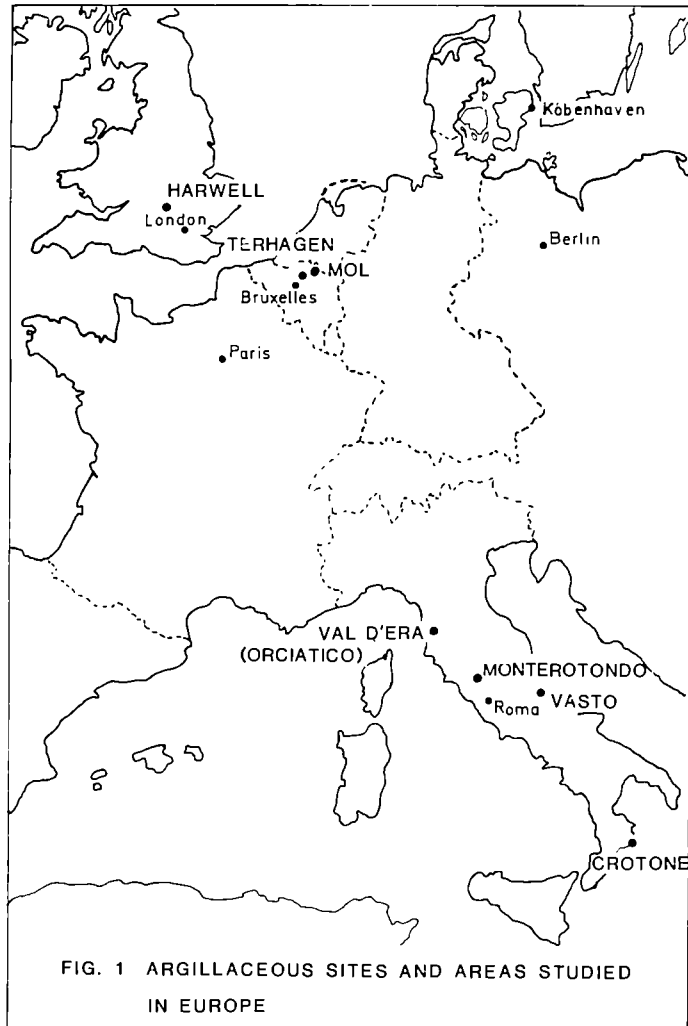 Köbenhaven
HARWELL
London
TERHAGEN
MOL
Bruxelles
Berlin
Paris
VAL D'ERA
(ORCIATICO)
MONTEROTONDO
Roma
VASTO
CROTONE
FIG. 1 ARGILLACEOUS SITES AND AREAS STUDIED
IN EUROPE